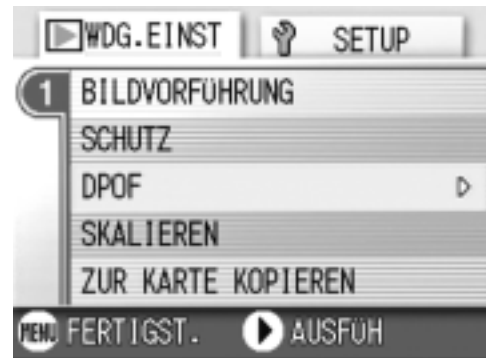 WDG.EINST SETUP
1 BILDVORFÜHRUNG
SCHUTZ
DPOF
SKALIEREN
ZUR KARTE KOPIEREN
MENU FERTIGST. AUSFÜH